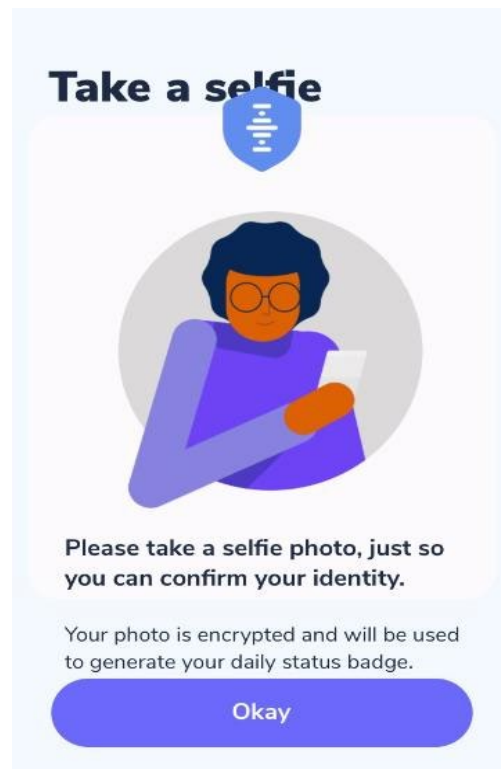 Take a selfie
Please take a selfie photo, just so
you can confirm your identity.
Your photo is encrypted and will be used
to generate your daily status badge.
Okay